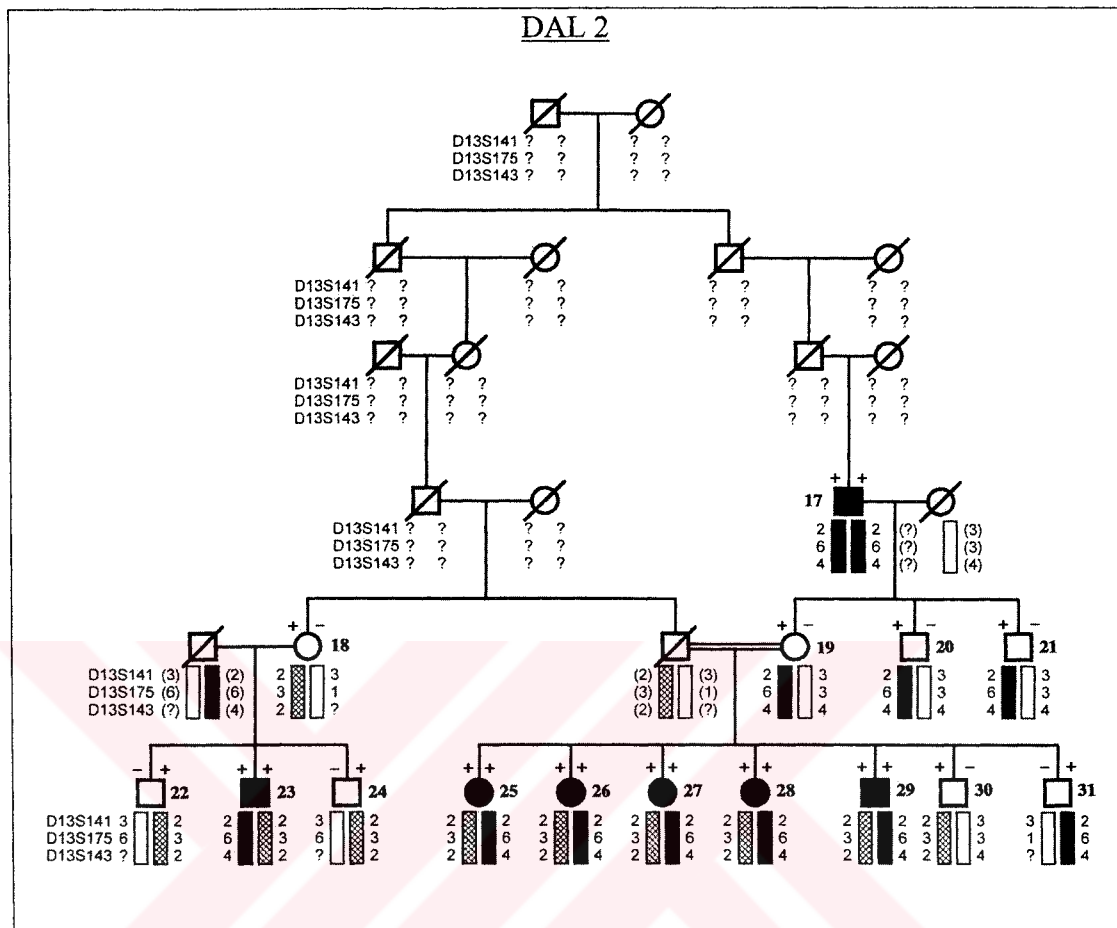 DAL 2
D13S141 ? ? ? ?
D13S175 ? ? ? ?
D13S143 ? ? ? ?
D13S141 ? ? ? ? ? ? ? ?
D13S175 ? ? ? ? ? ? ? ?
D13S143 ? ? ? ? ? ? ? ?
D13S141 ? ? ? ? ? ? ? ?
D13S175 ? ? ? ? ? ? ? ?
D13S143 ? ? ? ? ? ? ? ?
+ +
17
2 2 (?) (3)
6 6 (?) (3)
4 4 (?) (4)
D13S141 ? ? ? ?
D13S175 ? ? ? ?
D13S143 ? ? ? ?
+ − + − + − + −
18 19 20 21
D13S141 (3) (2) 2 3 (2) (3) 2 3 2 3 2 3
D13S175 (6) (6) 3 1 (3) (1) 6 3 6 3 6 3
D13S143 (?) (4) 2 ? (2) (?) 4 4 4 4 4 4
− + + + − + + + + + + + + + + + + − − +
22 23 24 25 26 27 28 29 30 31
D13S141 3 2 2 2 3 2 2 2 2 2 2 2 2 2 2 2 2 3 3 2
D13S175 6 3 6 3 6 3 3 6 3 6 3 6 3 6 3 6 3 3 1 6
D13S143 ? 2 4 2 ? 2 2 4 2 4 2 4 2 4 2 4 2 4 ? 4